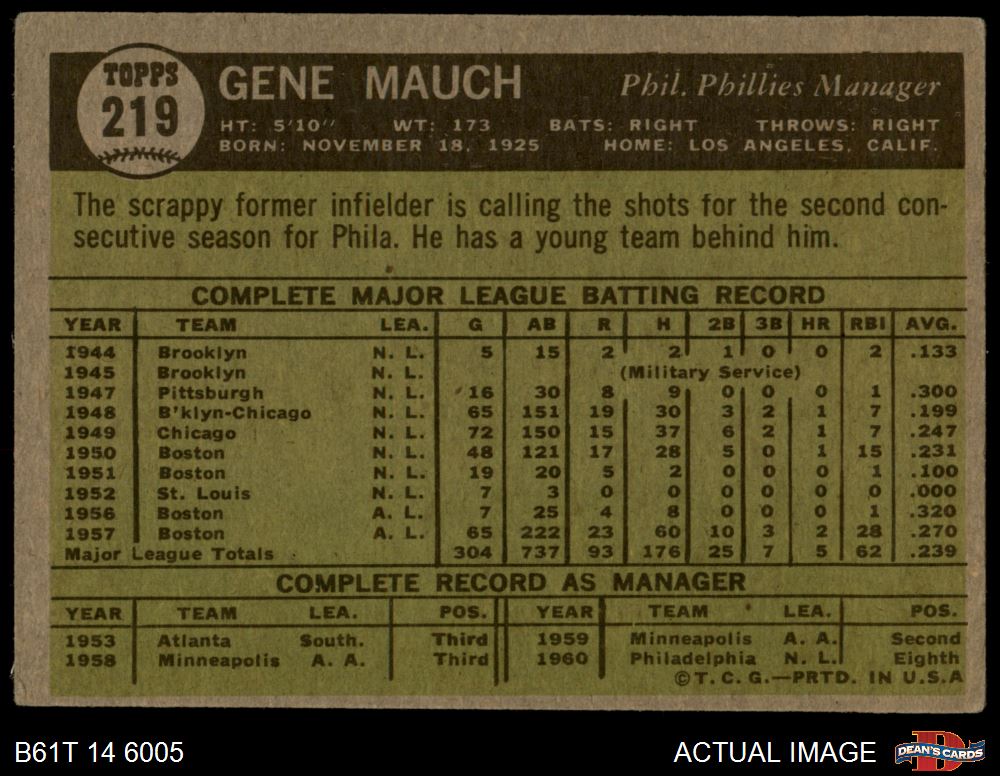 TOPPS
219
GENE MAUCH Phil. Phillies Manager
HT: 5'10" WT: 173 BATS: RIGHT THROWS: RIGHT
BORN: NOVEMBER 18, 1925 HOME: LOS ANGELES, CALIF.
The scrappy former infielder is calling the shots for the second con-
secutive season for Phila. He has a young team behind him.
COMPLETE MAJOR LEAGUE BATTING RECORD
YEAR TEAM LEA. G AB R H 2B 3B HR RBI AVG.
1944 Brooklyn N. L. 5 15 2 2 1 0 0 2 .133
1945 Brooklyn N. L. (Military Service)
1947 Pittsburgh N. L. 16 30 8 9 0 0 0 1 .300
1948 B'klyn-Chicago N. L. 65 151 19 30 3 2 1 7 .199
1949 Chicago N. L. 72 150 15 37 6 2 1 7 .247
1950 Boston N. L. 48 121 17 28 5 0 1 15 .231
1951 Boston N. L. 19 20 5 2 0 0 0 1 .100
1952 St. Louis N. L. 7 3 0 0 0 0 0 0 .000
1956 Boston A. L. 7 25 4 8 0 0 0 1 .320
1957 Boston A. L. 65 222 23 60 10 3 2 28 .270
Major League Totals 304 737 93 176 25 7 5 62 .239
COMPLETE RECORD AS MANAGER
YEAR TEAM LEA. POS. YEAR TEAM LEA. POS.
1953 Atlanta South. Third 1959 Minneapolis A. A. Second
1958 Minneapolis A. A. Third 1960 Philadelphia N. L. Eighth
©T. C. G.—PRTD. IN U.S.A
B61T 14 6005 ACTUAL IMAGE DEAN'S CARDS